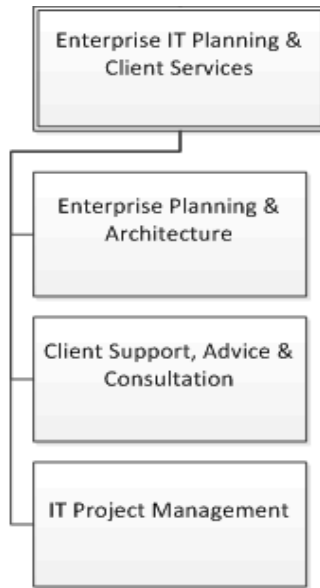 Enterprise IT Planning &
Client Services
Enterprise Planning &
Architecture
Client Support, Advice &
Consultation
IT Project Management